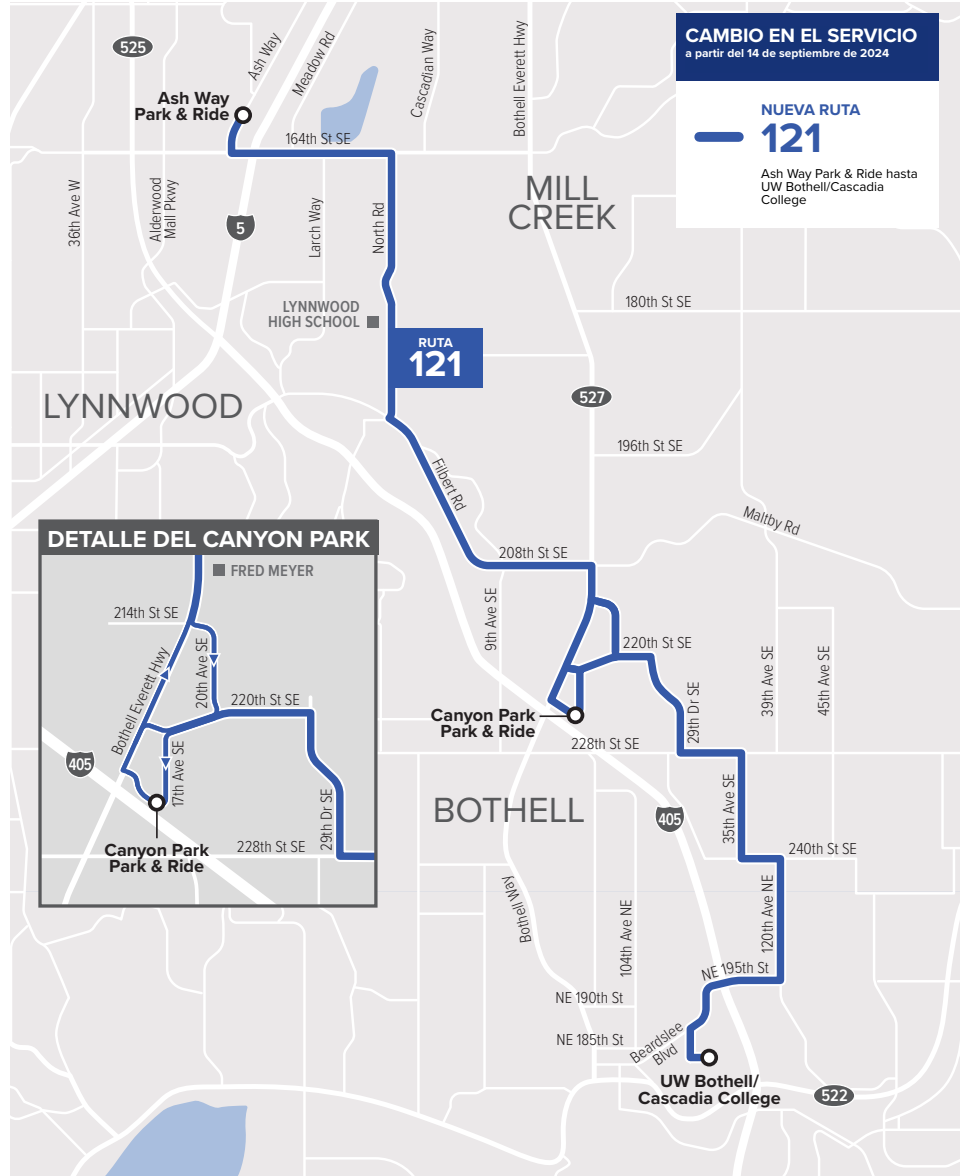 CAMBIO EN EL SERVICIO
a partir del 14 de septiembre de 2024
NUEVA RUTA
121
Ash Way Park & Ride hasta
UW Bothell/Cascadia
College
525
Ash Way
Meadow Rd
Cascadian Way
Bothell Everett Hwy
Ash Way
Park & Ride
164th St SE
36th Ave W
Alderwood
Mall Pkwy
5
Larch Way
North Rd
MILL
CREEK
180th St SE
LYNNWOOD
HIGH SCHOOL
RUTA
121
LYNNWOOD
527
196th St SE
Filbert Rd
Maltby Rd
208th St SE
9th Ave SE
220th St SE
39th Ave SE
45th Ave SE
29th Dr SE
Canyon Park
Park & Ride
228th St SE
BOTHELL
405
35th Ave SE
240th St SE
Bothell Way
104th Ave NE
120th Ave NE
NE 195th St
NE 190th St
NE 185th St
Beardslee
Blvd
UW Bothell/
Cascadia College
522
DETALLE DEL CANYON PARK
FRED MEYER
214th St SE
Bothell Everett Hwy
20th Ave SE
220th St SE
405
17th Ave SE
29th Dr SE
Canyon Park
Park & Ride
228th St SE